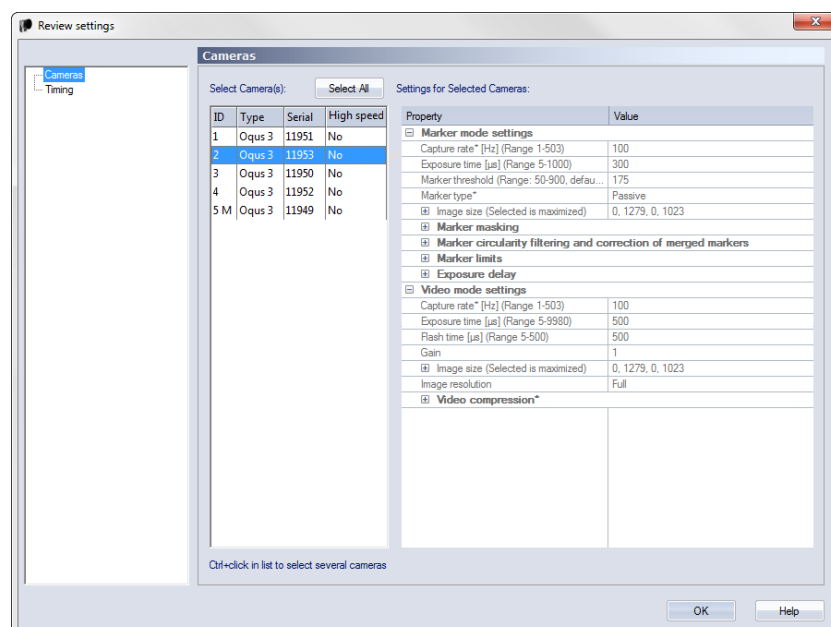 Review settings
Cameras
Timing
Cameras
Select Camera(s): Select All Settings for Selected Cameras:
ID Type Serial High speed
1 Oqus 3 11951 No
2 Oqus 3 11953 No
3 Oqus 3 11950 No
4 Oqus 3 11952 No
5 M Oqus 3 11949 No
Property Value
Marker mode settings
Capture rate* [Hz] (Range 1-503) 100
Exposure time [µs] (Range 5-1000) 300
Marker threshold (Range: 50-900, defau... 175
Marker type* Passive
Image size (Selected is maximized) 0, 1279, 0, 1023
Marker masking
Marker circularity filtering and correction of merged markers
Marker limits
Exposure delay
Video mode settings
Capture rate* [Hz] (Range 1-503) 100
Exposure time [µs] (Range 5-9980) 500
Flash time [µs] (Range 5-500) 500
Gain 1
Image size (Selected is maximized) 0, 1279, 0, 1023
Image resolution Full
Video compression*
Ctrl+click in list to select several cameras
OK Help